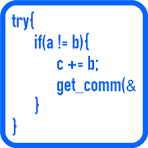 try{
if(a != b){
c += b;
get_comm(&
}
}